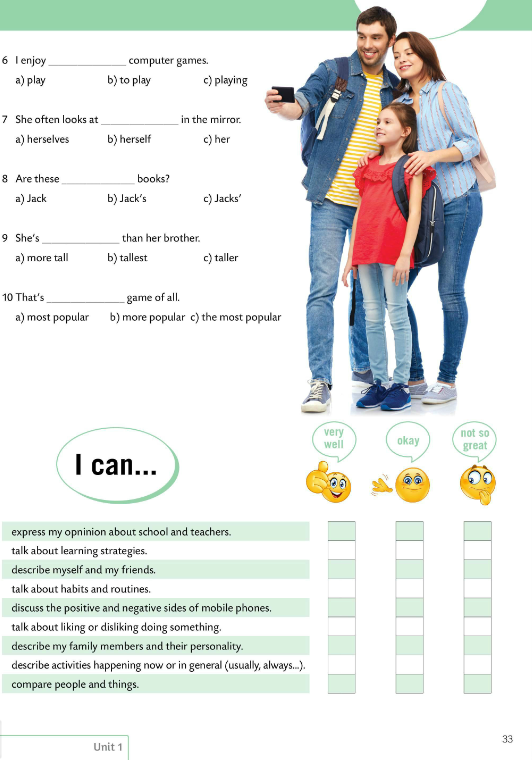 6 I enjoy ______________ computer games.
a) play b) to play c) playing
7 She often looks at ______________ in the mirror.
a) herselves b) herself c) her
8 Are these _____________ books?
a) Jack b) Jack's c) Jacks'
9 She's ______________ than her brother.
a) more tall b) tallest c) taller
10 That's ______________ game of all.
a) most popular b) more popular c) the most popular
I can...
very
well
okay
not so
great
express my opninion about school and teachers.
talk about learning strategies.
describe myself and my friends.
talk about habits and routines.
discuss the positive and negative sides of mobile phones.
talk about liking or disliking doing something.
describe my family members and their personality.
describe activities happening now or in general (usually, always...).
compare people and things.
Unit 1
33